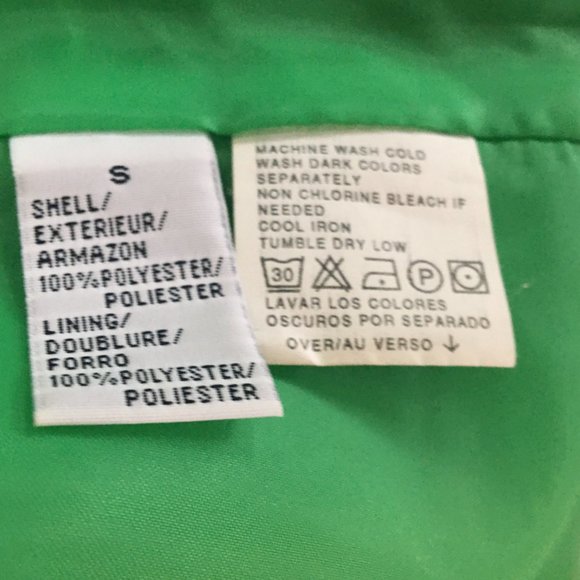 S
SHELL/
EXTERIEUR/
ARMAZON
100%POLYESTER/
POLIESTER
LINING/
DOUBLURE/
FORRO
100%POLYESTER/
POLIESTER
MACHINE WASH COLD
WASH DARK COLORS
SEPARATELY
NON CHLORINE BLEACH IF
NEEDED
COOL IRON
TUMBLE DRY LOW
30 P
LAVAR LOS COLORES
OSCUROS POR SEPARADO
OVER/AU VERSO ↓